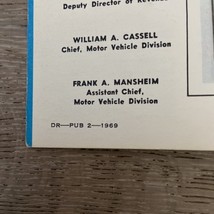 Deputy Director of Revenue
WILLIAM A. CASSELL
Chief, Motor Vehicle Division
FRANK A. MANSHEIM
Assistant Chief,
Motor Vehicle Division
DR—PUB 2—1969